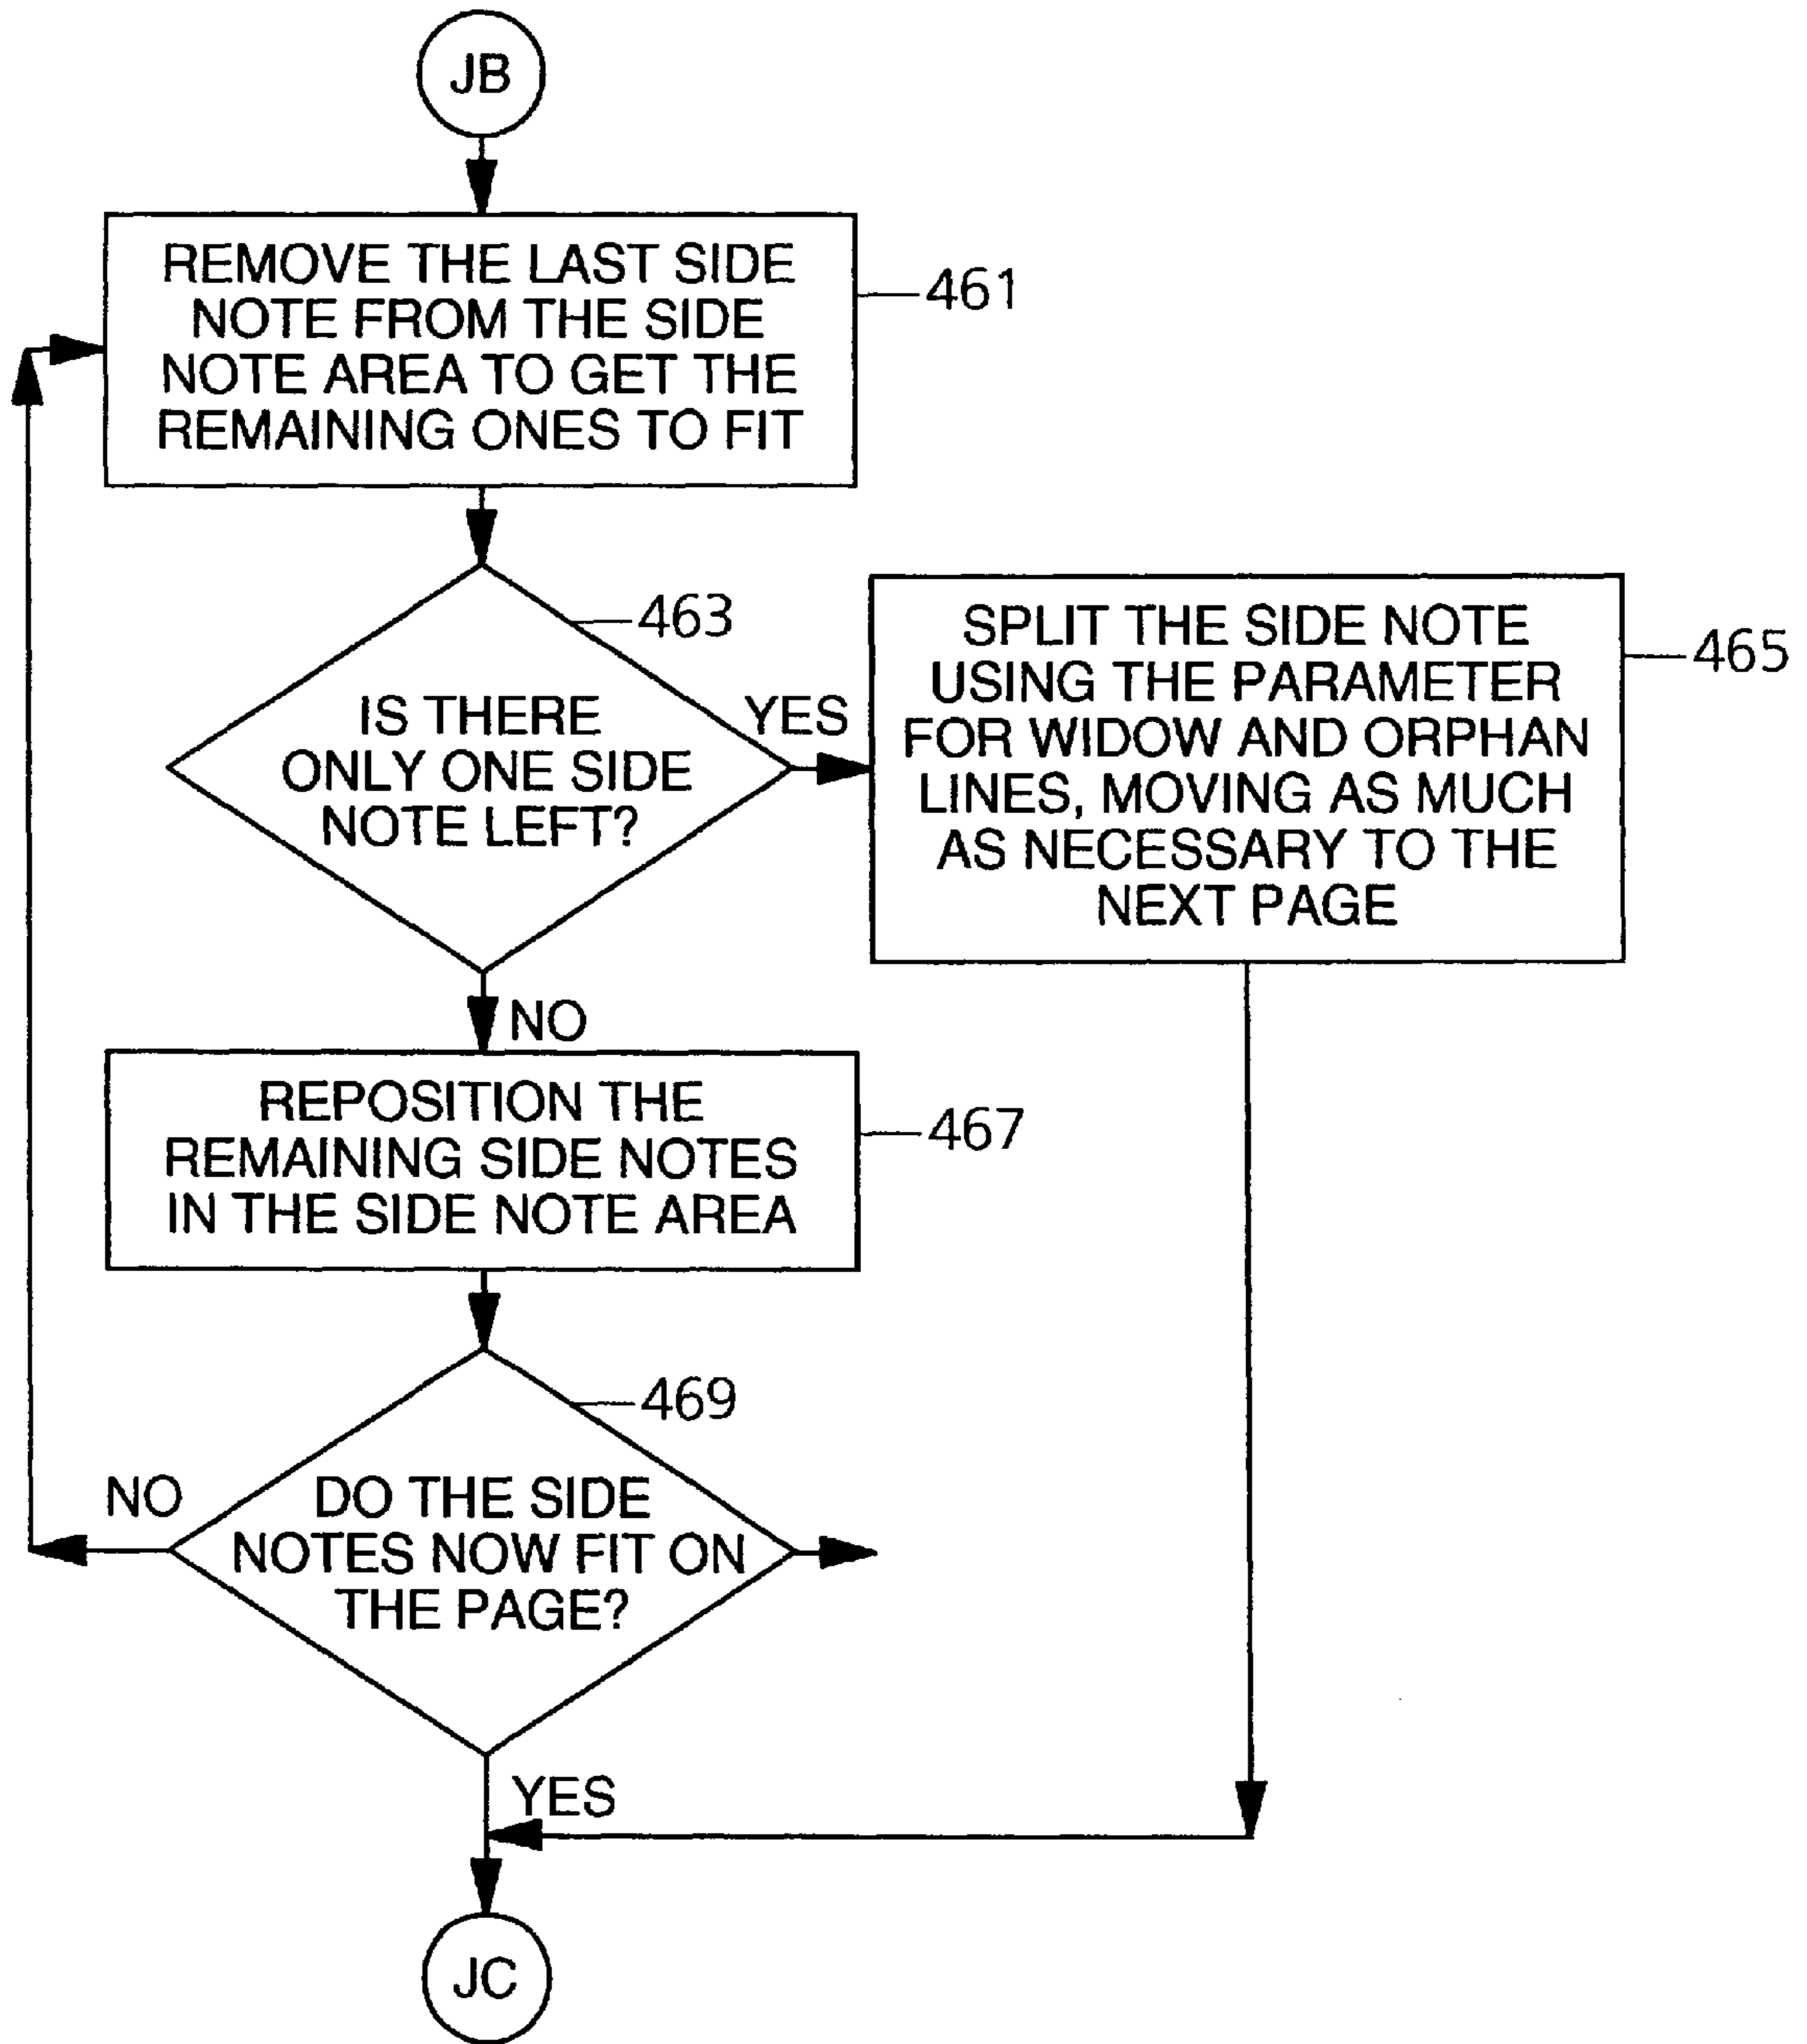 JB
REMOVE THE LAST SIDE
NOTE FROM THE SIDE
NOTE AREA TO GET THE
REMAINING ONES TO FIT
461
463
IS THERE
ONLY ONE SIDE
NOTE LEFT?
YES
SPLIT THE SIDE NOTE
USING THE PARAMETER
FOR WIDOW AND ORPHAN
LINES, MOVING AS MUCH
AS NECESSARY TO THE
NEXT PAGE
465
NO
REPOSITION THE
REMAINING SIDE NOTES
IN THE SIDE NOTE AREA
467
469
NO
DO THE SIDE
NOTES NOW FIT ON
THE PAGE?
YES
JC